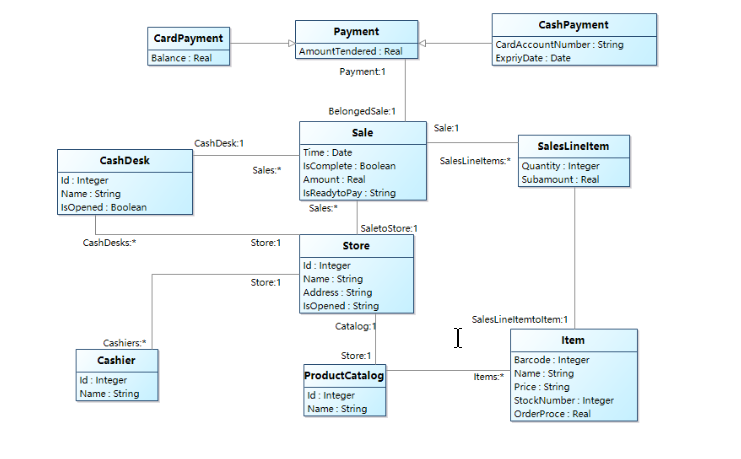 CardPayment
Balance : Real
Payment
AmountTendered : Real
CashPayment
CardAccountNumber : String
ExpriyDate : Date
Payment:1
BelongedSale:1
Sale
Time : Date
IsComplete : Boolean
Amount : Real
IsReadytoPay : String
Sale:1
SalesLineItems:*
SalesLineItem
Quantity : Integer
Subamount : Real
CashDesk:1
Sales:*
CashDesk
Id : Integer
Name : String
IsOpened : Boolean
Sales:*
SaletoStore:1
CashDesks:*
Store:1
Store
Id : Integer
Name : String
Address : String
IsOpened : String
Store:1
Cashiers:*
Cashier
Id : Integer
Name : String
Catalog:1
Store:1
ProductCatalog
Id : Integer
Name : String
Items:*
SalesLineItemtoItem:1
Item
Barcode : Integer
Name : String
Price : String
StockNumber : Integer
OrderProce : Real